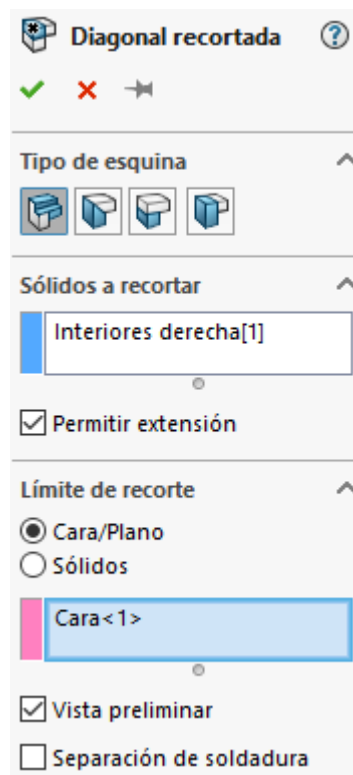 Diagonal recortada
Tipo de esquina
Sólidos a recortar
Interiores derecha[1]
Permitir extensión
Límite de recorte
Cara/Plano
Sólidos
Cara<1>
Vista preliminar
Separación de soldadura